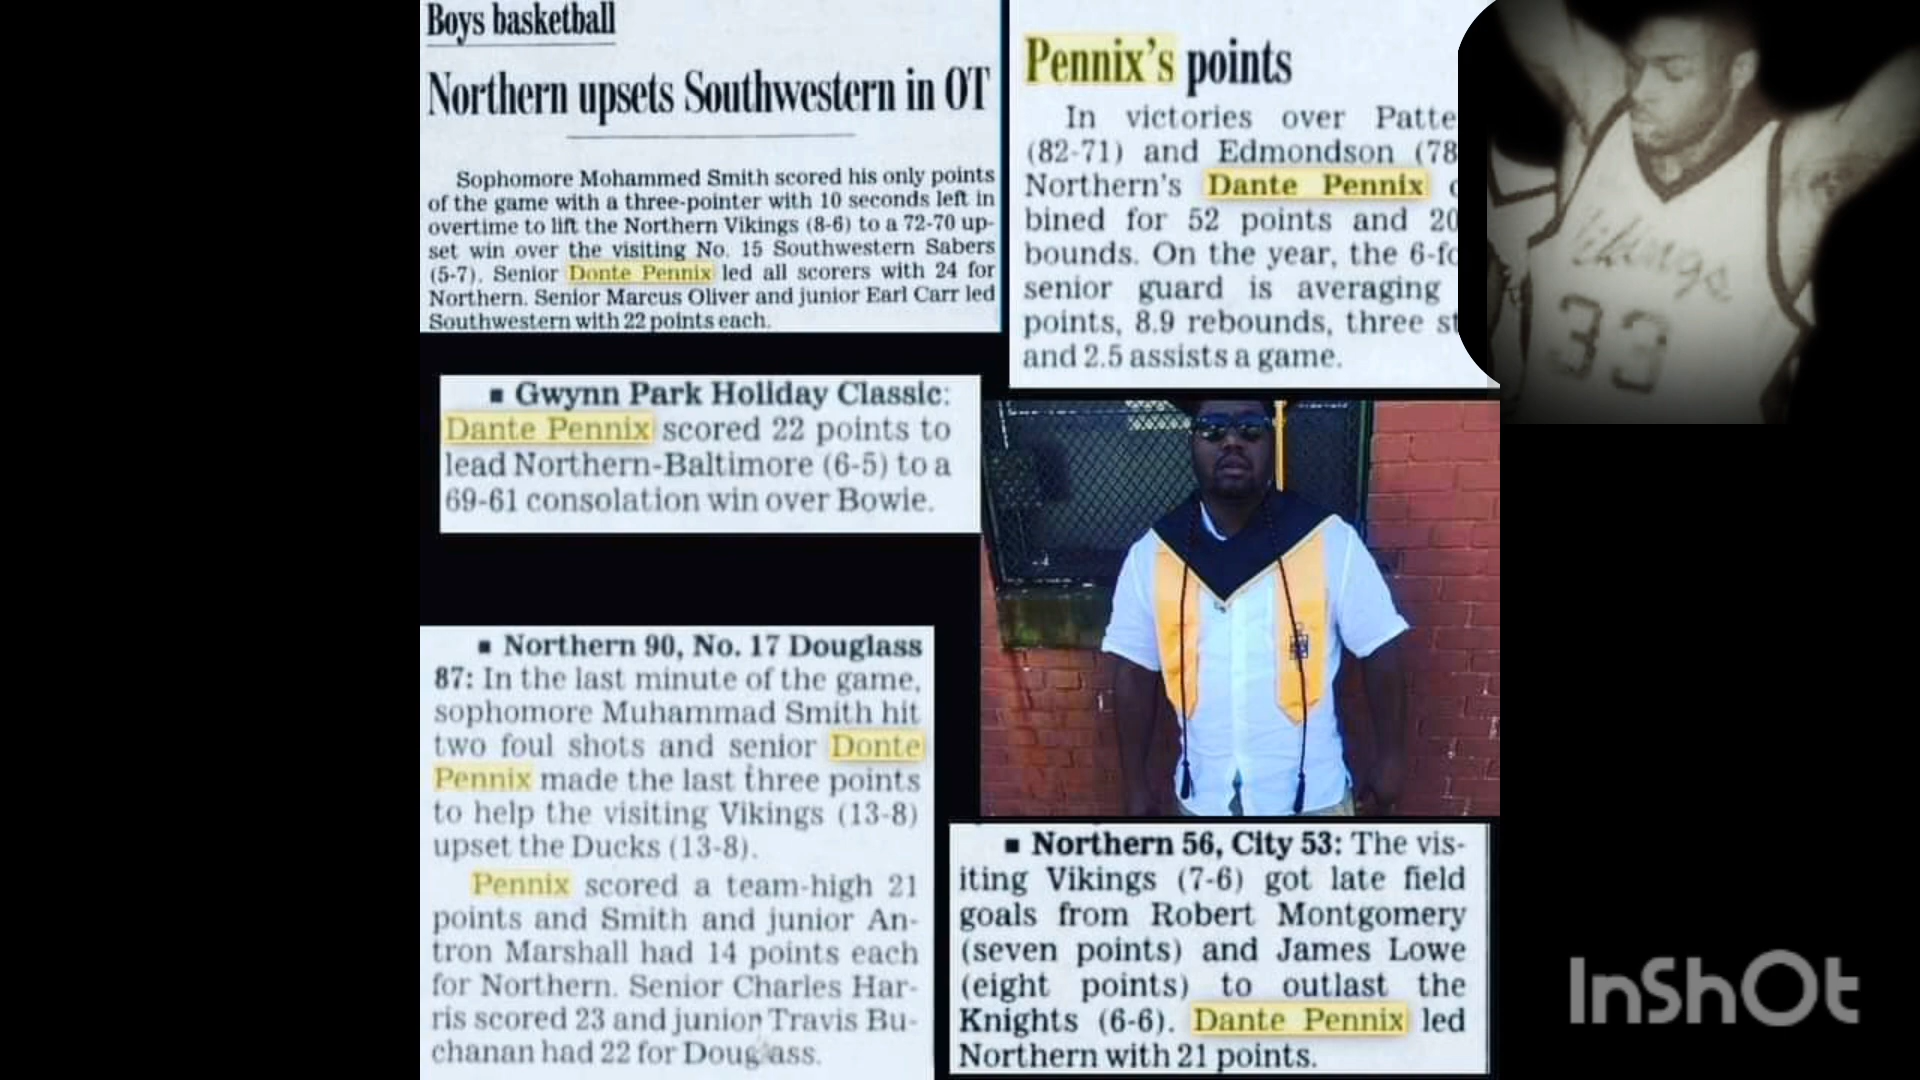 Boys basketball
Northern upsets Southwestern in OT
Sophomore Mohammed Smith scored his only points
of the game with a three-pointer with 10 seconds left in
overtime to lift the Northern Vikings (8-6) to a 72-70 up-
set win over the visiting No. 15 Southwestern Sabers
(5-7). Senior Donte Pennix led all scorers with 24 for
Northern. Senior Marcus Oliver and junior Earl Carr led
Southwestern with 22 points each.
Pennix's points
In victories over Patte
(82-71) and Edmondson (78
Northern's Dante Pennix
bined for 52 points and 20
bounds. On the year, the 6-fo
senior guard is averaging
points, 8.9 rebounds, three st
and 2.5 assists a game.
Vikings
33
▪ Gwynn Park Holiday Classic:
Dante Pennix scored 22 points to
lead Northern-Baltimore (6-5) to a
69-61 consolation win over Bowie.
▪ Northern 90, No. 17 Douglass
87: In the last minute of the game,
sophomore Muhammad Smith hit
two foul shots and senior Donte
Pennix made the last three points
to help the visiting Vikings (13-8)
upset the Ducks (13-8).
Pennix scored a team-high 21
points and Smith and junior An-
tron Marshall had 14 points each
for Northern. Senior Charles Har-
ris scored 23 and junior Travis Bu-
chanan had 22 for Douglass.
▪ Northern 56, City 53: The vis-
iting Vikings (7-6) got late field
goals from Robert Montgomery
(seven points) and James Lowe
(eight points) to outlast the
Knights (6-6). Dante Pennix led
Northern with 21 points.
InShOt